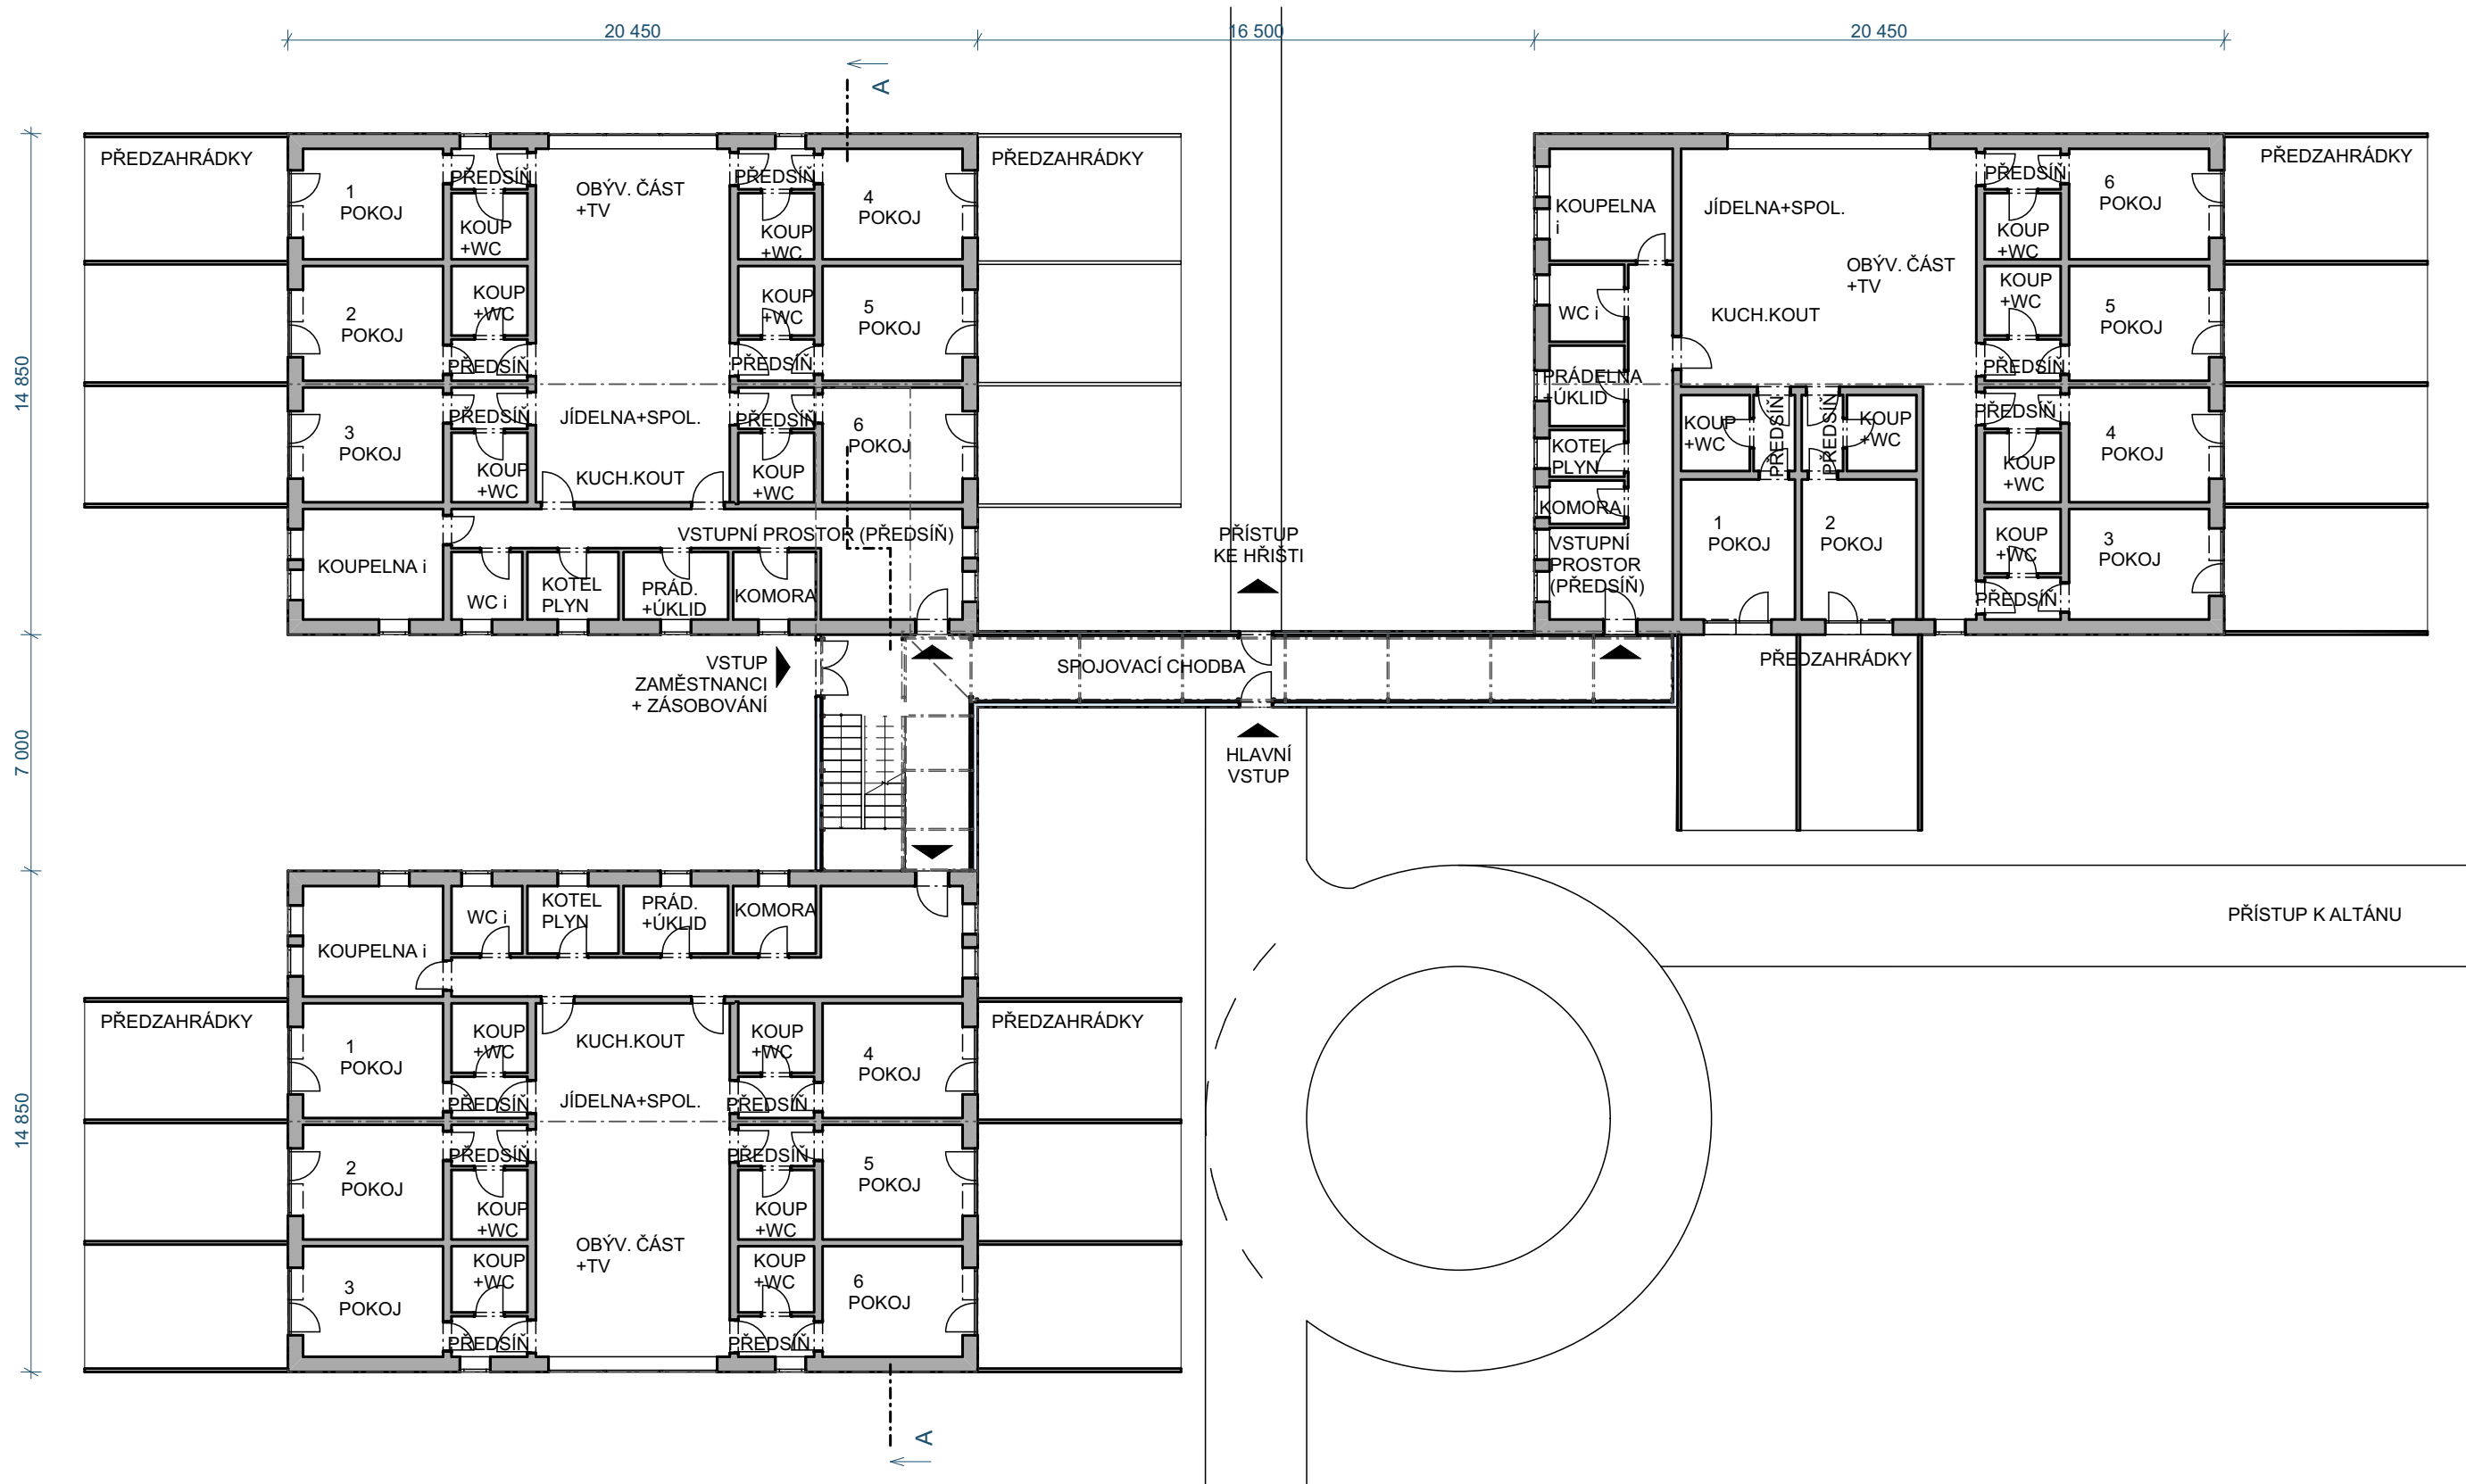 20 450
16 500
20 450
A
14 850
7 000
14 850
PŘEDZAHRÁDKY
1
POKOJ
PŘEDSÍŇ
KOUP
+WC
OBÝV. ČÁST
+TV
PŘEDSÍŇ
KOUP
+WC
4
POKOJ
PŘEDZAHRÁDKY
2
POKOJ
KOUP
+WC
PŘEDSÍŇ
KOUP
+WC
PŘEDSÍŇ
5
POKOJ
3
POKOJ
PŘEDSÍŇ
KOUP
+WC
JÍDELNA+SPOL.
KUCH.KOUT
PŘEDSÍŇ
KOUP
+WC
6
POKOJ
VSTUPNÍ PROSTOR (PŘEDSÍŇ)
KOUPELNA i
WC i
KOTEL
PLYN
PRÁD.
+ÚKLID
KOMORA
PŘÍSTUP
KE HŘIŠTI
KOUPELNA
i
JÍDELNA+SPOL.
OBÝV. ČÁST
+TV
KUCH.KOUT
WC i
PRÁDELNA
+ÚKLID
KOTEL
PLYN
KOMORA
VSTUPNÍ
PROSTOR
(PŘEDSÍŇ)
KOUP
+WC
PŘEDSÍŇ
PŘEDSÍŇ
KOUP
+WC
1
POKOJ
2
POKOJ
PŘEDSÍŇ
KOUP
+WC
6
POKOJ
PŘEDZAHRÁDKY
KOUP
+WC
PŘEDSÍŇ
5
POKOJ
PŘEDSÍŇ
KOUP
+WC
4
POKOJ
KOUP
+WC
PŘEDSÍŇ
3
POKOJ
PŘEDZAHRÁDKY
VSTUP
ZAMĚSTNANCI
+ ZÁSOBOVÁNÍ
SPOJOVACÍ CHODBA
HLAVNÍ
VSTUP
PŘÍSTUP K ALTÁNU
KOUPELNA i
WC i
KOTEL
PLYN
PRÁD.
+ÚKLID
KOMORA
PŘEDZAHRÁDKY
1
POKOJ
KOUP
+WC
PŘEDSÍŇ
KUCH.KOUT
JÍDELNA+SPOL.
KOUP
+WC
PŘEDSÍŇ
4
POKOJ
PŘEDZAHRÁDKY
2
POKOJ
PŘEDSÍŇ
KOUP
+WC
PŘEDSÍŇ
KOUP
+WC
5
POKOJ
OBÝV. ČÁST
+TV
3
POKOJ
KOUP
+WC
PŘEDSÍŇ
KOUP
+WC
PŘEDSÍŇ
6
POKOJ
A